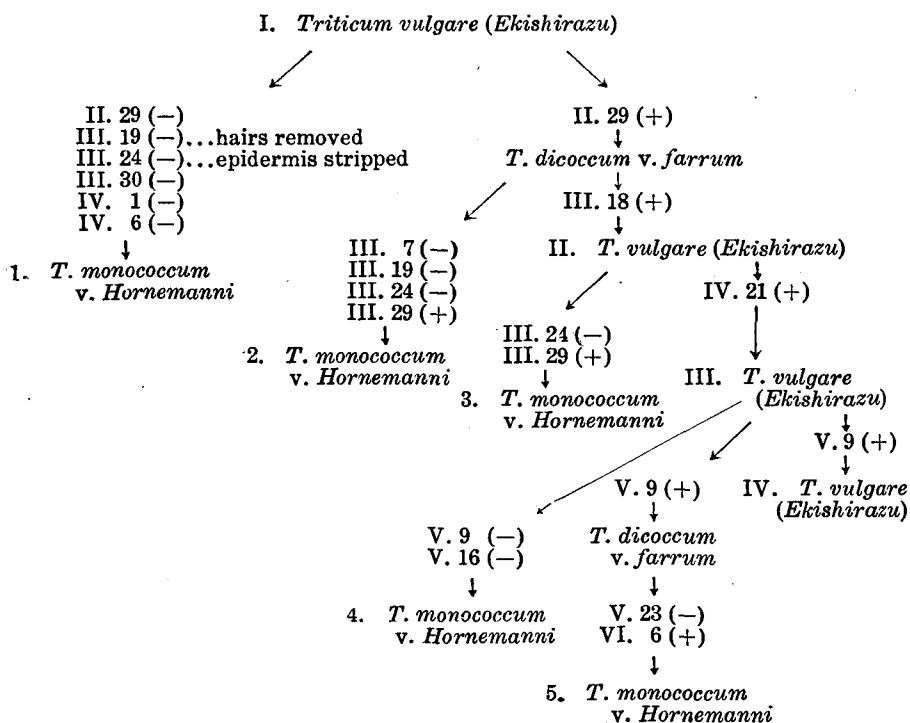 I. Triticum vulgare (Ekishirazu)
II. 29 (—)
III. 19 (—)...hairs removed
III. 24 (—)...epidermis stripped
III. 30 (—)
IV. 1 (—)
IV. 6 (—)
1. T. monococcum
v. Hornemanni
II. 29 (+)
T. dicoccum v. farrum
III. 7 (—)
III. 19 (—)
III. 24 (—)
III. 29 (+)
2. T. monococcum
v. Hornemanni
III. 18 (+)
II. T. vulgare (Ekishirazu)
III. 24 (—)
III. 29 (+)
3. T. monococcum
v. Hornemanni
IV. 21 (+)
III. T. vulgare
(Ekishirazu)
V. 9 (—)
V. 16 (—)
4. T. monococcum
v. Hornemanni
V. 9 (+)
T. dicoccum
v. farrum
V. 23 (—)
VI. 6 (+)
5. T. monococcum
v. Hornemanni
V. 9 (+)
IV. T. vulgare
(Ekishirazu)